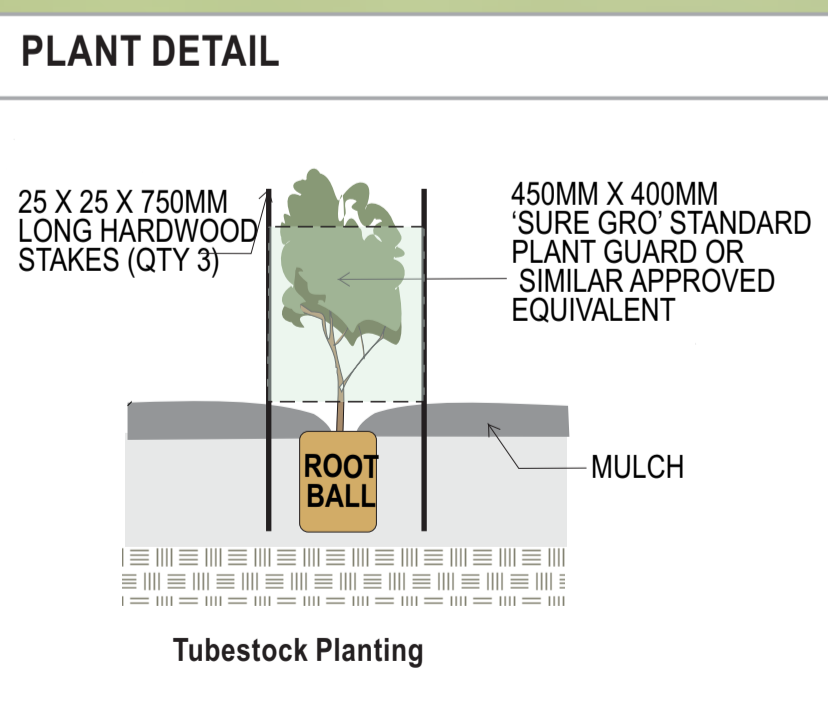 PLANT DETAIL
25 X 25 X 750MM
LONG HARDWOOD
STAKES (QTY 3)
450MM X 400MM
‘SURE GRO’ STANDARD
PLANT GUARD OR
SIMILAR APPROVED
EQUIVALENT
ROOT
BALL
MULCH
Tubestock Planting